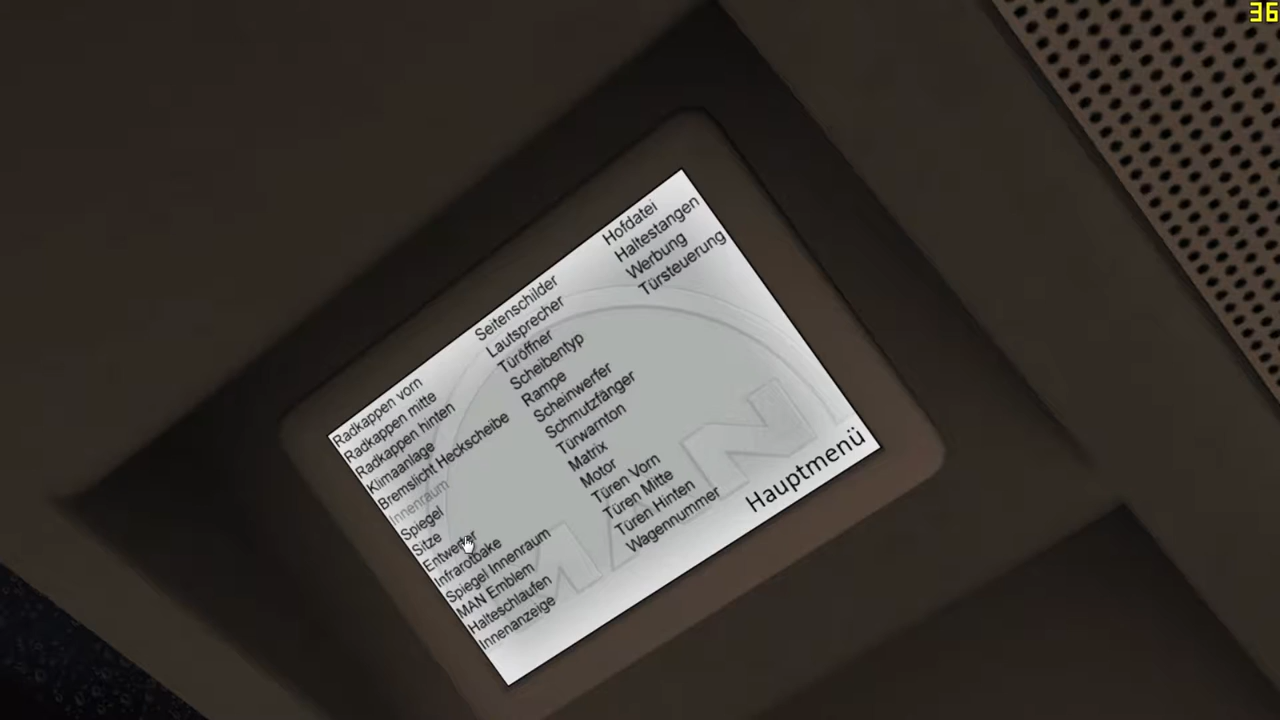 36
Radkappen vorn
Radkappen mitte
Radkappen hinten
Klimaanlage
Bremslicht Heckscheibe
Innenraum
Spiegel
Sitze
Entwerter
Infrarotbake
Spiegel Innenraum
MAN Emblem
Halteschlaufen
Innenanzeige
Seitenschilder
Lautsprecher
Türöffner
Scheibentyp
Rampe
Scheinwerfer
Schmutzfänger
Türwarnton
Matrix
Motor
Türen Vorn
Türen Mitte
Türen Hinten
Wagennummer
Hofdatei
Haltestangen
Werbung
Türsteuerung
MAN
Hauptmenü